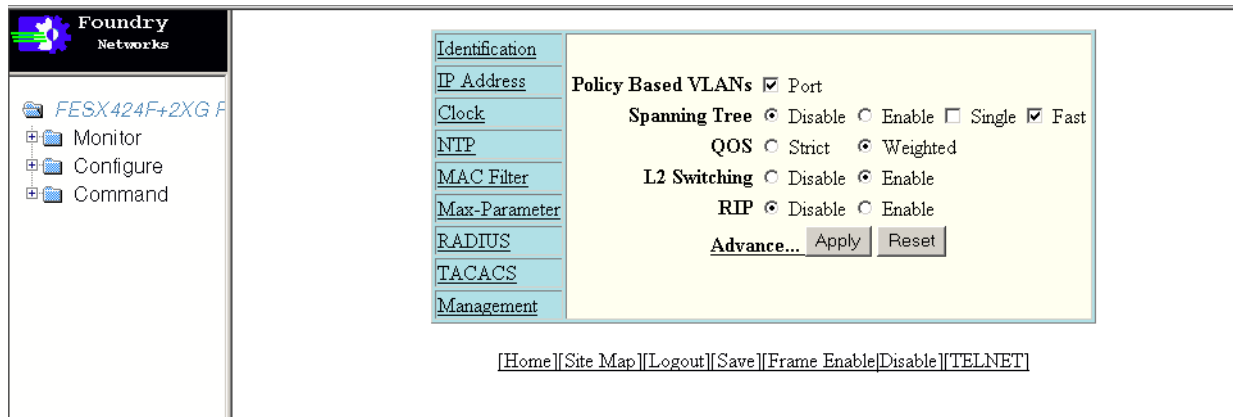 Foundry
Networks
FESX424F+2XG
Monitor
Configure
Command
Identification
IP Address
Clock
NTP
MAC Filter
Max-Parameter
RADIUS
TACACS
Management
Policy Based VLANs Port
Spanning Tree Disable Enable Single Fast
QOS Strict Weighted
L2 Switching Disable Enable
RIP Disable Enable
Advance... Apply Reset
[Home][Site Map][Logout][Save][Frame Enable|Disable][TELNET]